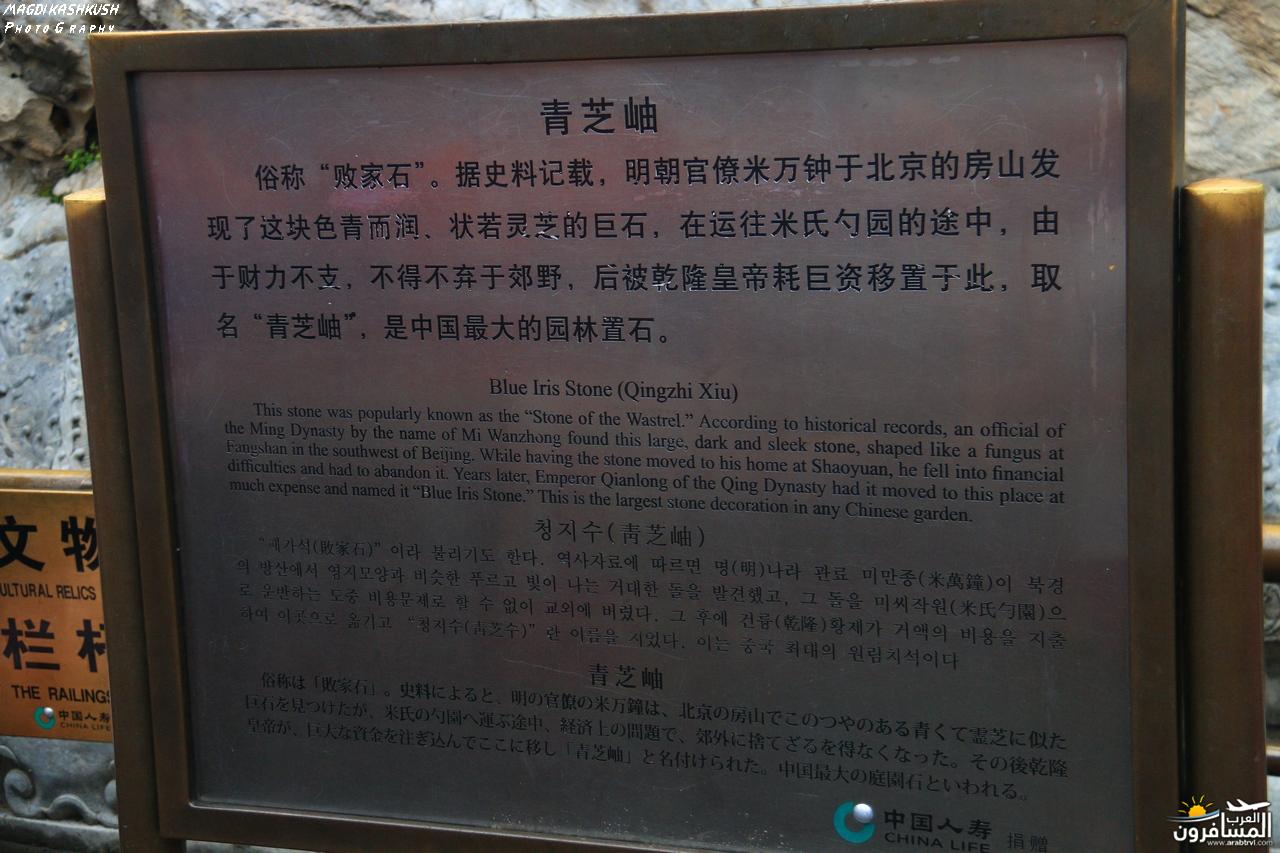 MAGDI KASHKUSH
PHOTOGRAPHY
青芝岫
俗称“败家石”。据史料记载，明朝官僚米万钟于北京的房山发
现了这块色青而润、状若灵芝的巨石，在运往米氏勺园的途中，由
于财力不支，不得不弃于郊野，后被乾隆皇帝耗巨资移置于此，取
名“青芝岫”，是中国最大的园林置石。
Blue Iris Stone (Qingzhi Xiu)
This stone was popularly known as the “Stone of the Wastrel.” According to historical records, an official of
the Ming Dynasty by the name of Mi Wanzhong found this large, dark and sleek stone, shaped like a fungus at
Fangshan in the southwest of Beijing. While having the stone moved to his home at Shaoyuan, he fell into financial
difficulties and had to abandon it. Years later, Emperor Qianlong of the Qing Dynasty had it moved to this place at
much expense and named it “Blue Iris Stone.” This is the largest stone decoration in any Chinese garden.
청지수(靑芝岫)
“패가석(敗家石)” 이라 불리기도 한다. 역사자료에 따르면 명(明)나라 관료 미만종(米萬鐘)이 북경
의 방산에서 영지모양과 비슷한 푸르고 빛이 나는 거대한 돌을 발견했고, 그 돌을 미씨작원(米氏勺園)으
로 운반하는 도중 비용문제로 할 수 없이 교외에 버렸다. 그 후에 건륭(乾隆)황제가 거액의 비용을 지출
하여 이곳으로 옮기고 “청지수(靑芝岫)” 란 이름을 지었다. 이는 중국 최대의 원림치석이다
青芝岫
俗称は「敗家石」。史料によると、明の官僚の米万鐘は、北京の房山でこのつやのある青くて霊芝に似た
巨石を見つけたが、米氏の勺園へ運ぶ途中、経済上の問題で、郊外に捨てざるを得なくなった。その後乾隆
皇帝が、巨大な資金を注ぎ込んでここに移し「青芝岫」と名付けられた。中国最大の庭園石といわれる。
中国人寿 捐赠
CHINA LIFE
文物
ULTURAL RELICS
栏杆
THE RAILINGS
中国人寿
CHINA LIFE
العرب
المسافرون
www.arabtrvl.com